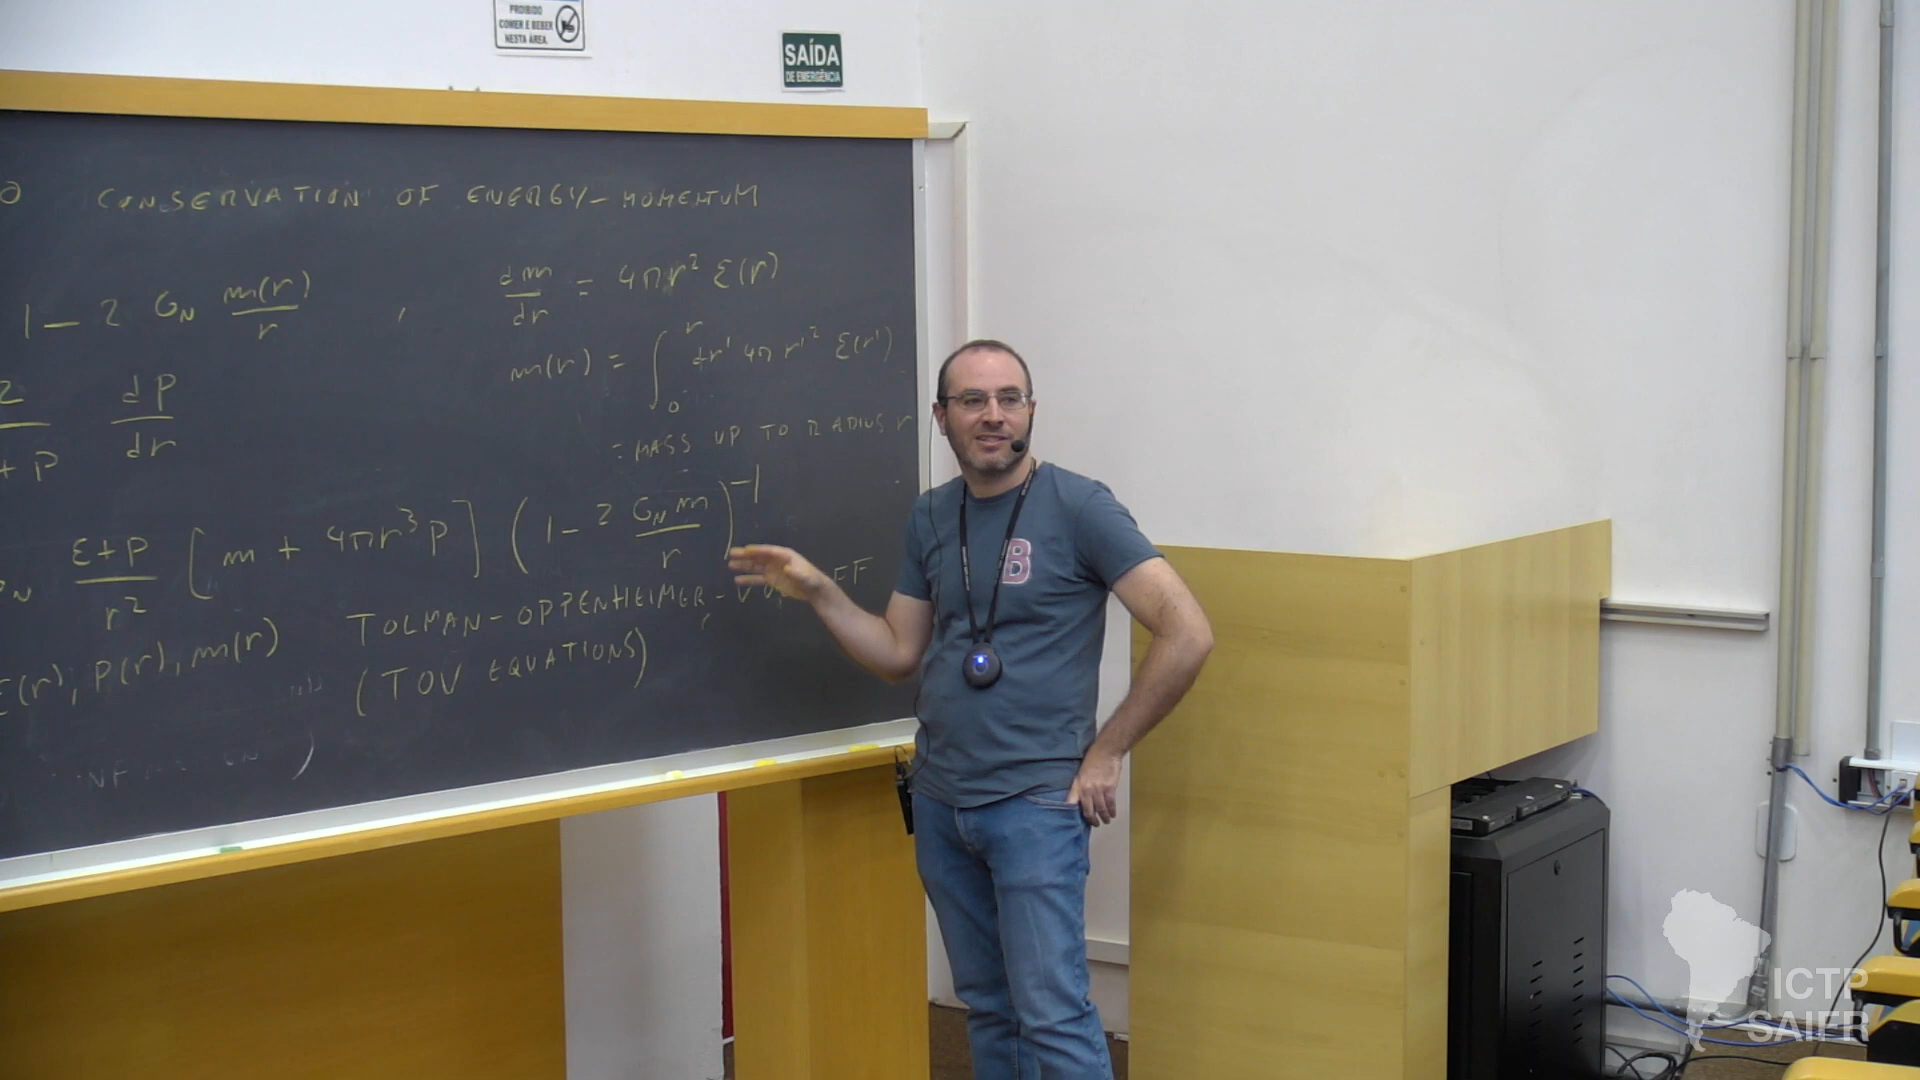 PROIBIDO
COMER E BEBER
NESTA ÁREA.
SAÍDA
DE EMERGÊNCIA
CONSERVATION OF ENERGY-MOMENTUM
1 - 2 G_N m(r)/r , dm/dr = 4πr² ε(r)
m(r) = ∫₀^r dr' 4π r'² ε(r')
= MASS UP TO RADIUS r
2 / + P dP/dr
N (ε+P)/r² [m + 4πr³P] (1 - 2 G_N m/r)⁻¹
ε(r), P(r), m(r) TOLMAN-OPPENHEIMER-
(TOV EQUATIONS)
B
ICTP
SAIFR